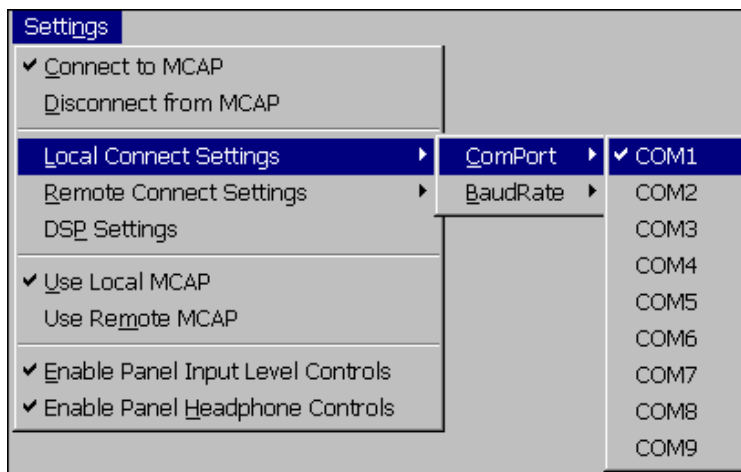 Settings
Connect to MCAP
Disconnect from MCAP
Local Connect Settings
Remote Connect Settings
DSP Settings
Use Local MCAP
Use Remote MCAP
Enable Panel Input Level Controls
Enable Panel Headphone Controls
ComPort
BaudRate
COM1
COM2
COM3
COM4
COM5
COM6
COM7
COM8
COM9